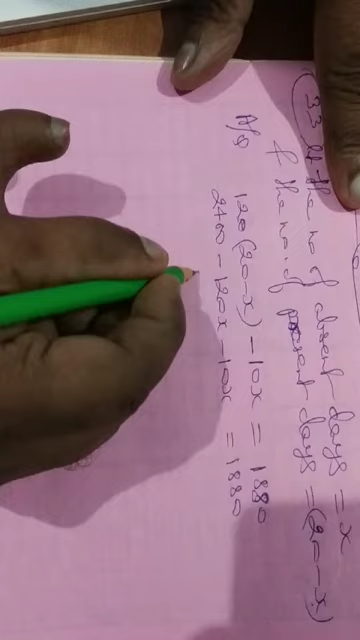 33 Let the no of absent days = x
& the no. of present days = (20-x)
A/Q 120(20-x) - 10x = 1880
2400 - 120x - 10x = 1880